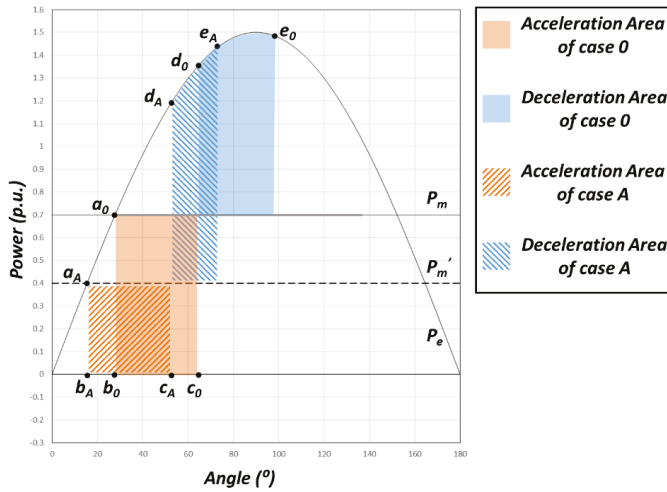 1.6
1.5
1.4
1.3
1.2
1.1
1
0.9
0.8
0.7
0.6
0.5
0.4
0.3
0.2
0.1
0
-0.1
-0.2
-0.3
0 20 40 60 80 100 120 140 160 180
Power (p.u.)
Angle (º)
e_A
e_0
d_0
d_A
a_0
a_A
P_m
P_m'
P_e
b_A b_0 c_A c_0
Acceleration Area
of case 0
Deceleration Area
of case 0
Acceleration Area
of case A
Deceleration Area
of case A